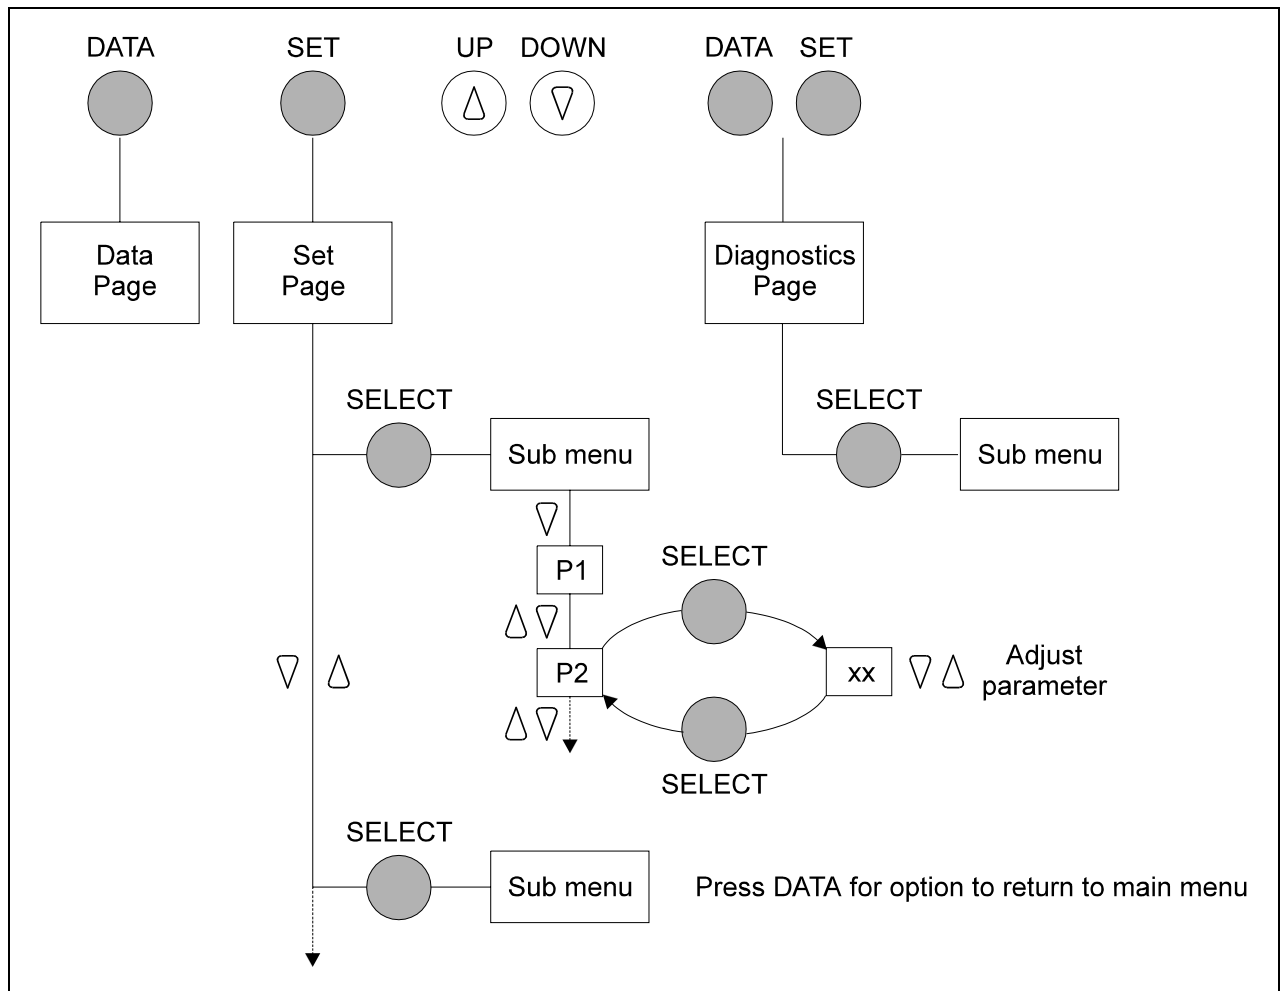 DATA SET UP DOWN DATA SET
Data
Page
Set
Page
Diagnostics
Page
SELECT
Sub menu
SELECT
Sub menu
P1
SELECT
P2
xx
Adjust
parameter
SELECT
SELECT
Sub menu
Press DATA for option to return to main menu